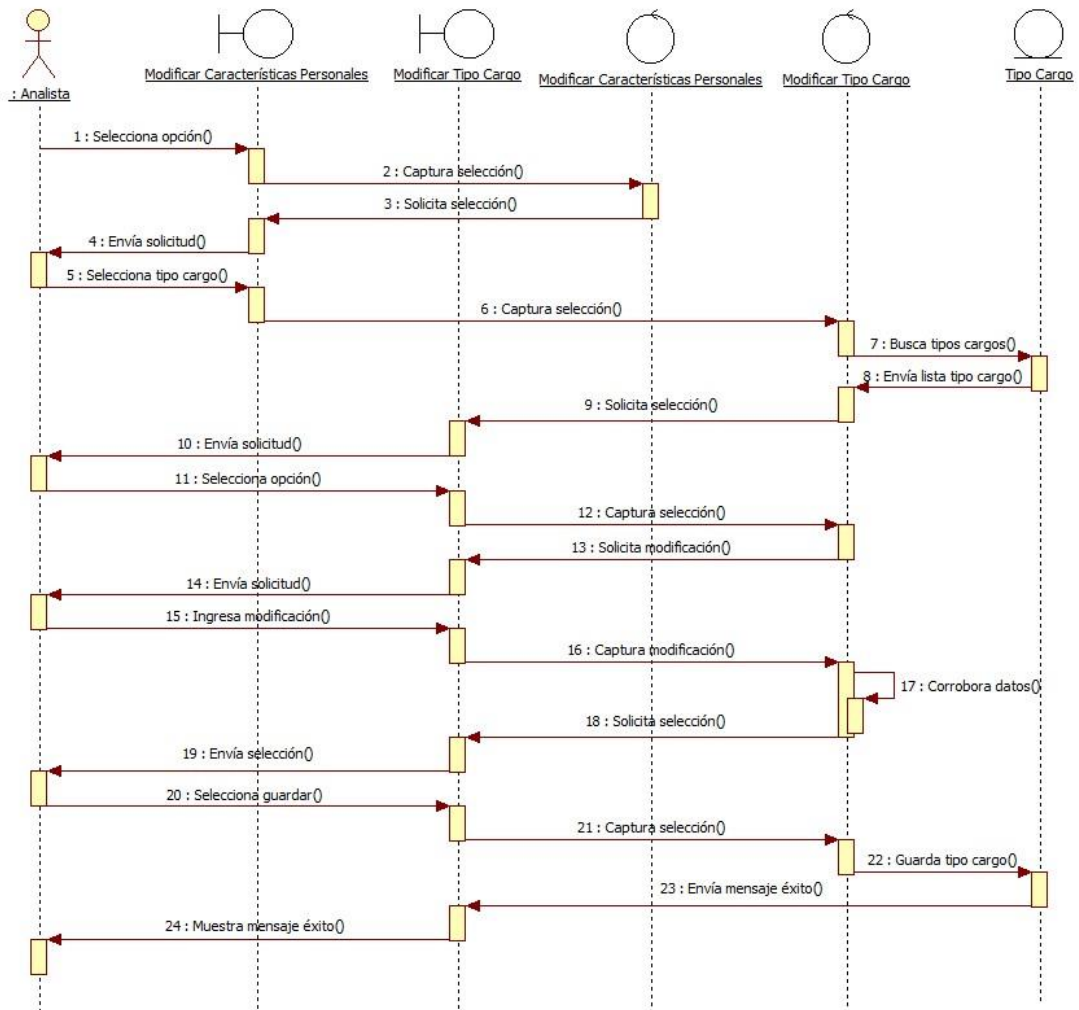 : Analista
Modificar Características Personales
Modificar Tipo Cargo
Modificar Características Personales
Modificar Tipo Cargo
Tipo Cargo
1 : Selecciona opción()
2 : Captura selección()
3 : Solicita selección()
4 : Envía solicitud()
5 : Selecciona tipo cargo()
6 : Captura selección()
7 : Busca tipos cargos()
8 : Envía lista tipo cargo()
9 : Solicita selección()
10 : Envía solicitud()
11 : Selecciona opción()
12 : Captura selección()
13 : Solicita modificación()
14 : Envía solicitud()
15 : Ingresa modificación()
16 : Captura modificación()
17 : Corrobora datos()
18 : Solicita selección()
19 : Envía selección()
20 : Selecciona guardar()
21 : Captura selección()
22 : Guarda tipo cargo()
23 : Envía mensaje éxito()
24 : Muestra mensaje éxito()